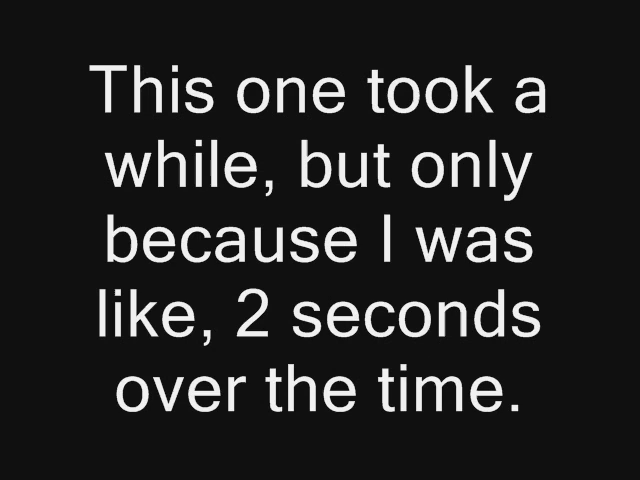 This one took a
while, but only
because I was
like, 2 seconds
over the time.